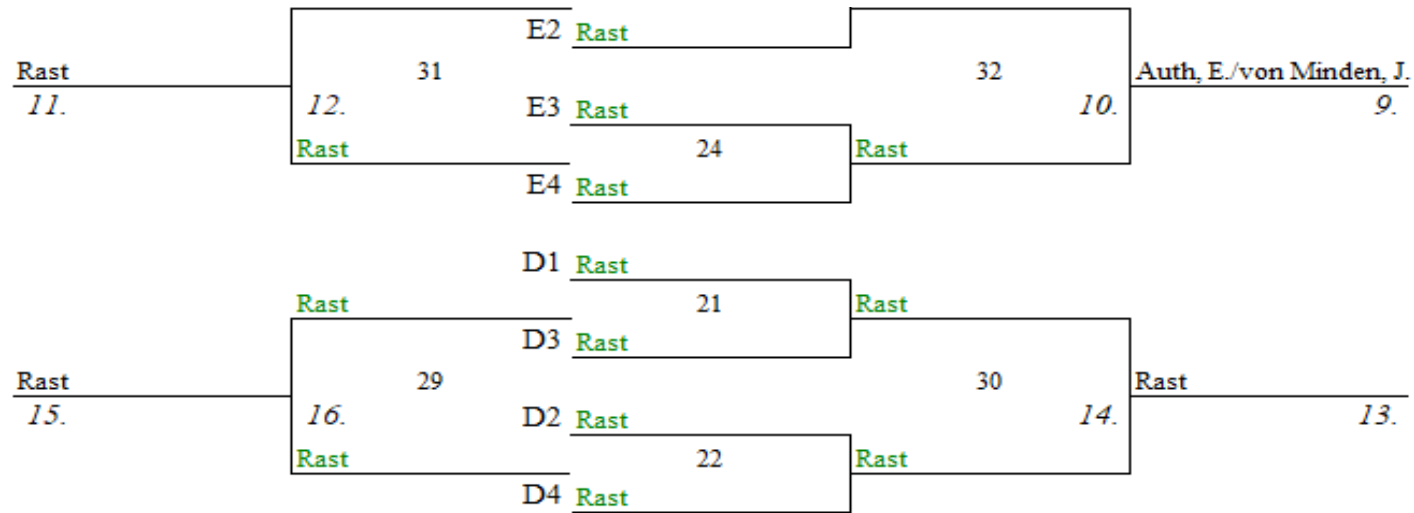 E2 Rast
Rast 31 32 Auth, E./von Minden, J.
11. 12. E3 Rast 10. 9.
Rast 24 Rast
E4 Rast
D1 Rast
Rast 21 Rast
D3 Rast
Rast 29 30 Rast
15. 16. D2 Rast 14. 13.
Rast 22 Rast
D4 Rast